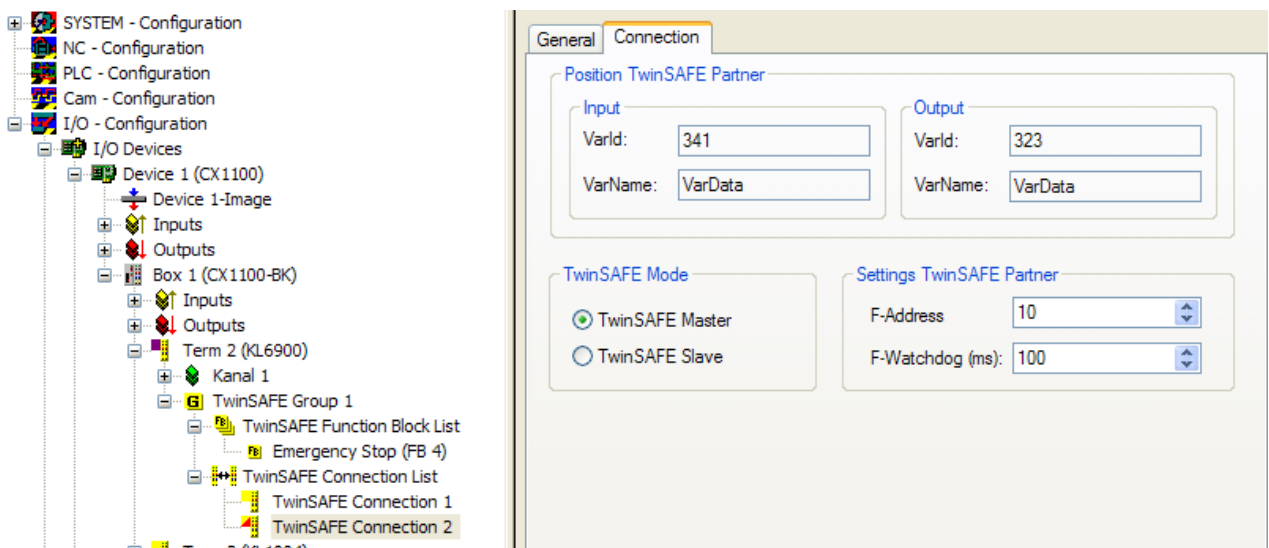 SYSTEM - Configuration
NC - Configuration
PLC - Configuration
Cam - Configuration
I/O - Configuration
I/O Devices
Device 1 (CX1100)
Device 1-Image
Inputs
Outputs
Box 1 (CX1100-BK)
Inputs
Outputs
Term 2 (KL6900)
Kanal 1
G TwinSAFE Group 1
FB TwinSAFE Function Block List
FB Emergency Stop (FB 4)
TwinSAFE Connection List
TwinSAFE Connection 1
TwinSAFE Connection 2
General Connection
Position TwinSAFE Partner
Input
VarId: 341
VarName: VarData
Output
VarId: 323
VarName: VarData
TwinSAFE Mode
TwinSAFE Master
TwinSAFE Slave
Settings TwinSAFE Partner
F-Address 10
F-Watchdog (ms): 100